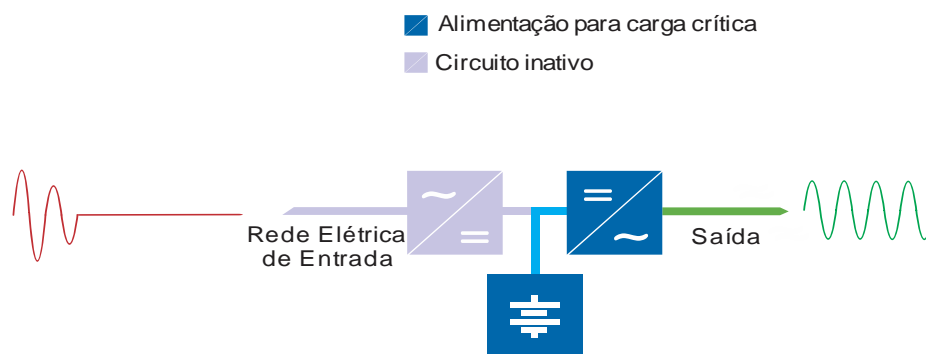 Alimentação para carga crítica
Circuito inativo
Rede Elétrica
de Entrada
Saída